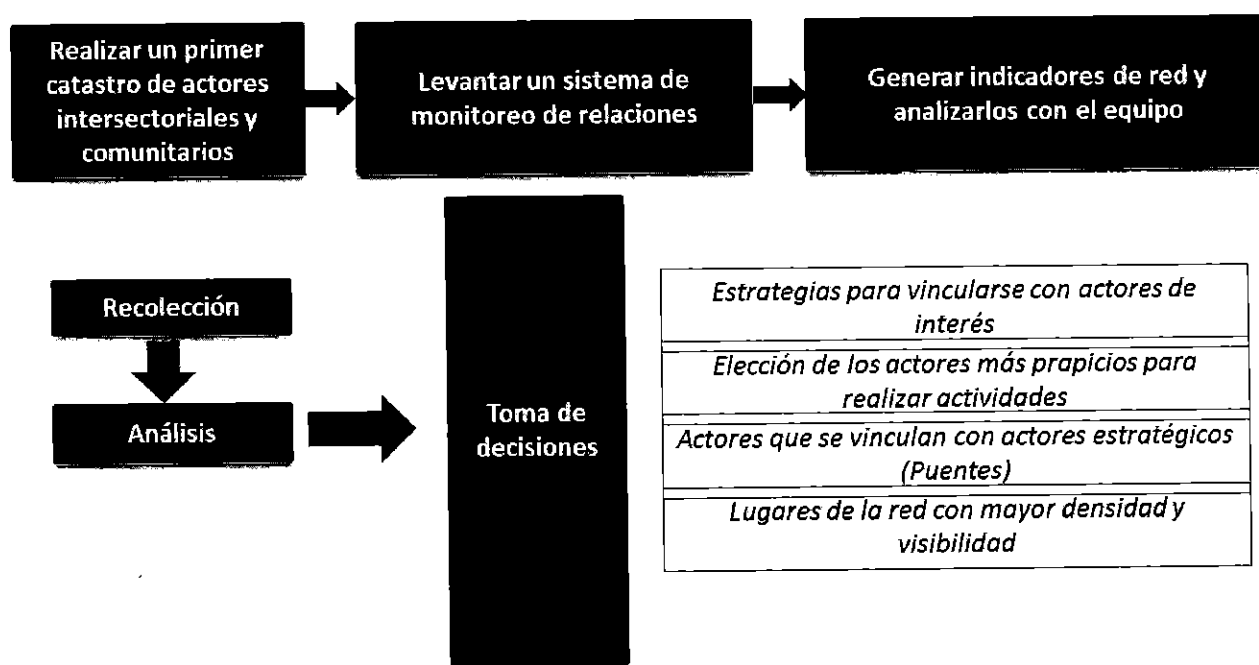 Realizar un primer
catastro de actores
intersectoriales y
comunitarios
Levantar un sistema de
monitoreo de relaciones
Generar indicadores de red y
analizarlos con el equipo
Recolección
Análisis
Toma de
decisiones
Estrategias para vincularse con actores de
interés
Elección de los actores más prapicios para
realizar actividades
Actores que se vinculan con actores estratégicos
(Puentes)
Lugares de la red con mayor densidad y
visibilidad